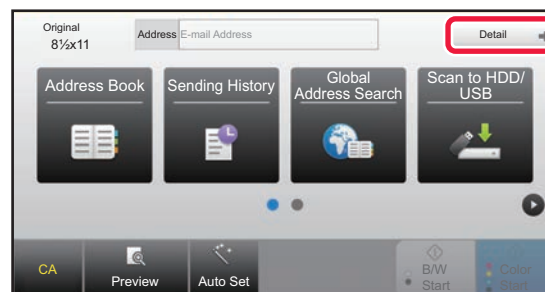 Original
8½x11
Address
E-mail Address
Detail
Address Book
Sending History
Global
Address Search
Scan to HDD/
USB
CA
Preview
Auto Set
B/W
Start
Color
Start